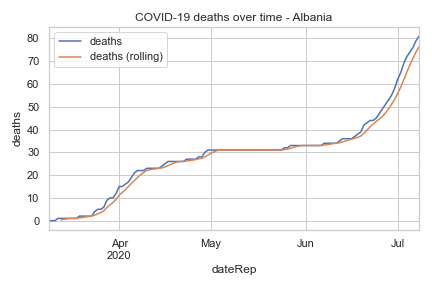 COVID-19 deaths over time - Albania
deaths
deaths (rolling)
80
70
60
50
40
30
20
10
0
deaths
Apr
2020
May
Jun
Jul
dateRep